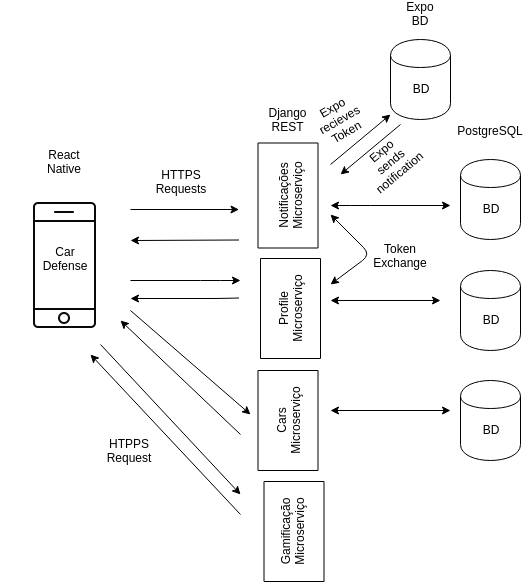 Expo
BD
BD
Expo
recieves
Token
Expo
sends
notification
Django
REST
PostgreSQL
React
Native
HTTPS
Requests
Car
Defense
Notificações
Microserviço
BD
Token
Exchange
Profile
Microserviço
BD
Cars
Microserviço
BD
HTPPS
Request
Gamificação
Microserviço